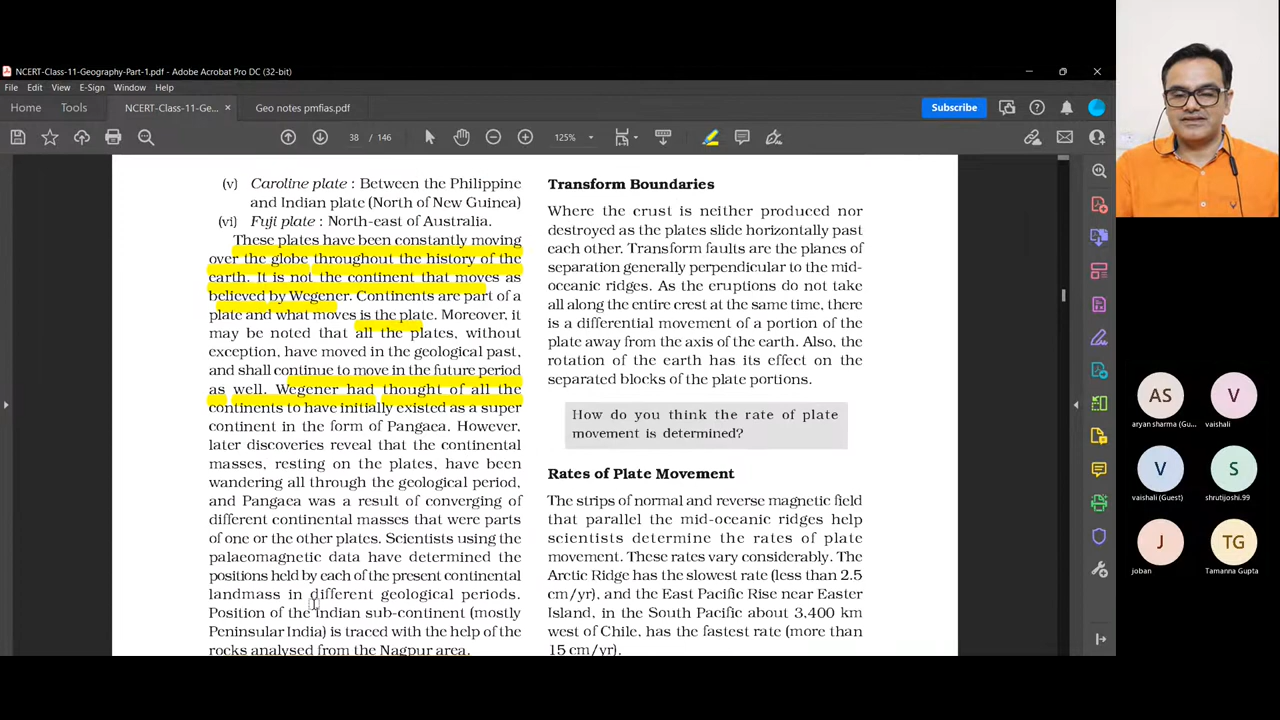 NCERT-Class-11-Geography-Part-1.pdf - Adobe Acrobat Pro DC (32-bit)
File Edit View E-Sign Window Help
Home Tools NCERT-Class-11-Ge... × Geo notes pmfias.pdf Subscribe
38 / 146 125%
(v) Caroline plate : Between the Philippine
and Indian plate (North of New Guinea)
(vi) Fuji plate : North-east of Australia.
These plates have been constantly moving
over the globe throughout the history of the
earth. It is not the continent that moves as
believed by Wegener. Continents are part of a
plate and what moves is the plate. Moreover, it
may be noted that all the plates, without
exception, have moved in the geological past,
and shall continue to move in the future period
as well. Wegener had thought of all the
continents to have initially existed as a super
continent in the form of Pangaea. However,
later discoveries reveal that the continental
masses, resting on the plates, have been
wandering all through the geological period,
and Pangaea was a result of converging of
different continental masses that were parts
of one or the other plates. Scientists using the
palaeomagnetic data have determined the
positions held by each of the present continental
landmass in different geological periods.
Position of the Indian sub-continent (mostly
Peninsular India) is traced with the help of the
rocks analysed from the Nagpur area.
Transform Boundaries
Where the crust is neither produced nor
destroyed as the plates slide horizontally past
each other. Transform faults are the planes of
separation generally perpendicular to the mid-
oceanic ridges. As the eruptions do not take
all along the entire crest at the same time, there
is a differential movement of a portion of the
plate away from the axis of the earth. Also, the
rotation of the earth has its effect on the
separated blocks of the plate portions.
How do you think the rate of plate
movement is determined?
Rates of Plate Movement
The strips of normal and reverse magnetic field
that parallel the mid-oceanic ridges help
scientists determine the rates of plate
movement. These rates vary considerably. The
Arctic Ridge has the slowest rate (less than 2.5
cm/yr), and the East Pacific Rise near Easter
Island, in the South Pacific about 3,400 km
west of Chile, has the fastest rate (more than
15 cm/yr).
AS V
aryan sharma (Gu... vaishali
V S
vaishali (Guest) shrutijoshi.99
J TG
joban Tamanna Gupta